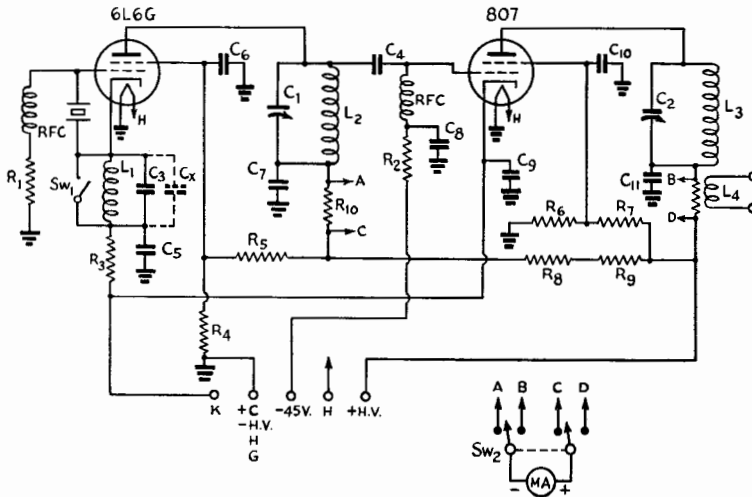 6L6G
807
C6
C10
C4
C1
L2
C2
L3
RFC
RFC
H
H
R1
Sw1
L1
C3
Cx
C7
A
R2
C8
C9
C11
B
L4
R10
D
R3
C5
C
R6
R7
R5
R8
R9
R4
K
+C
-H.V.
H
G
-45V.
H
+H.V.
A B C D
Sw2
- MA +